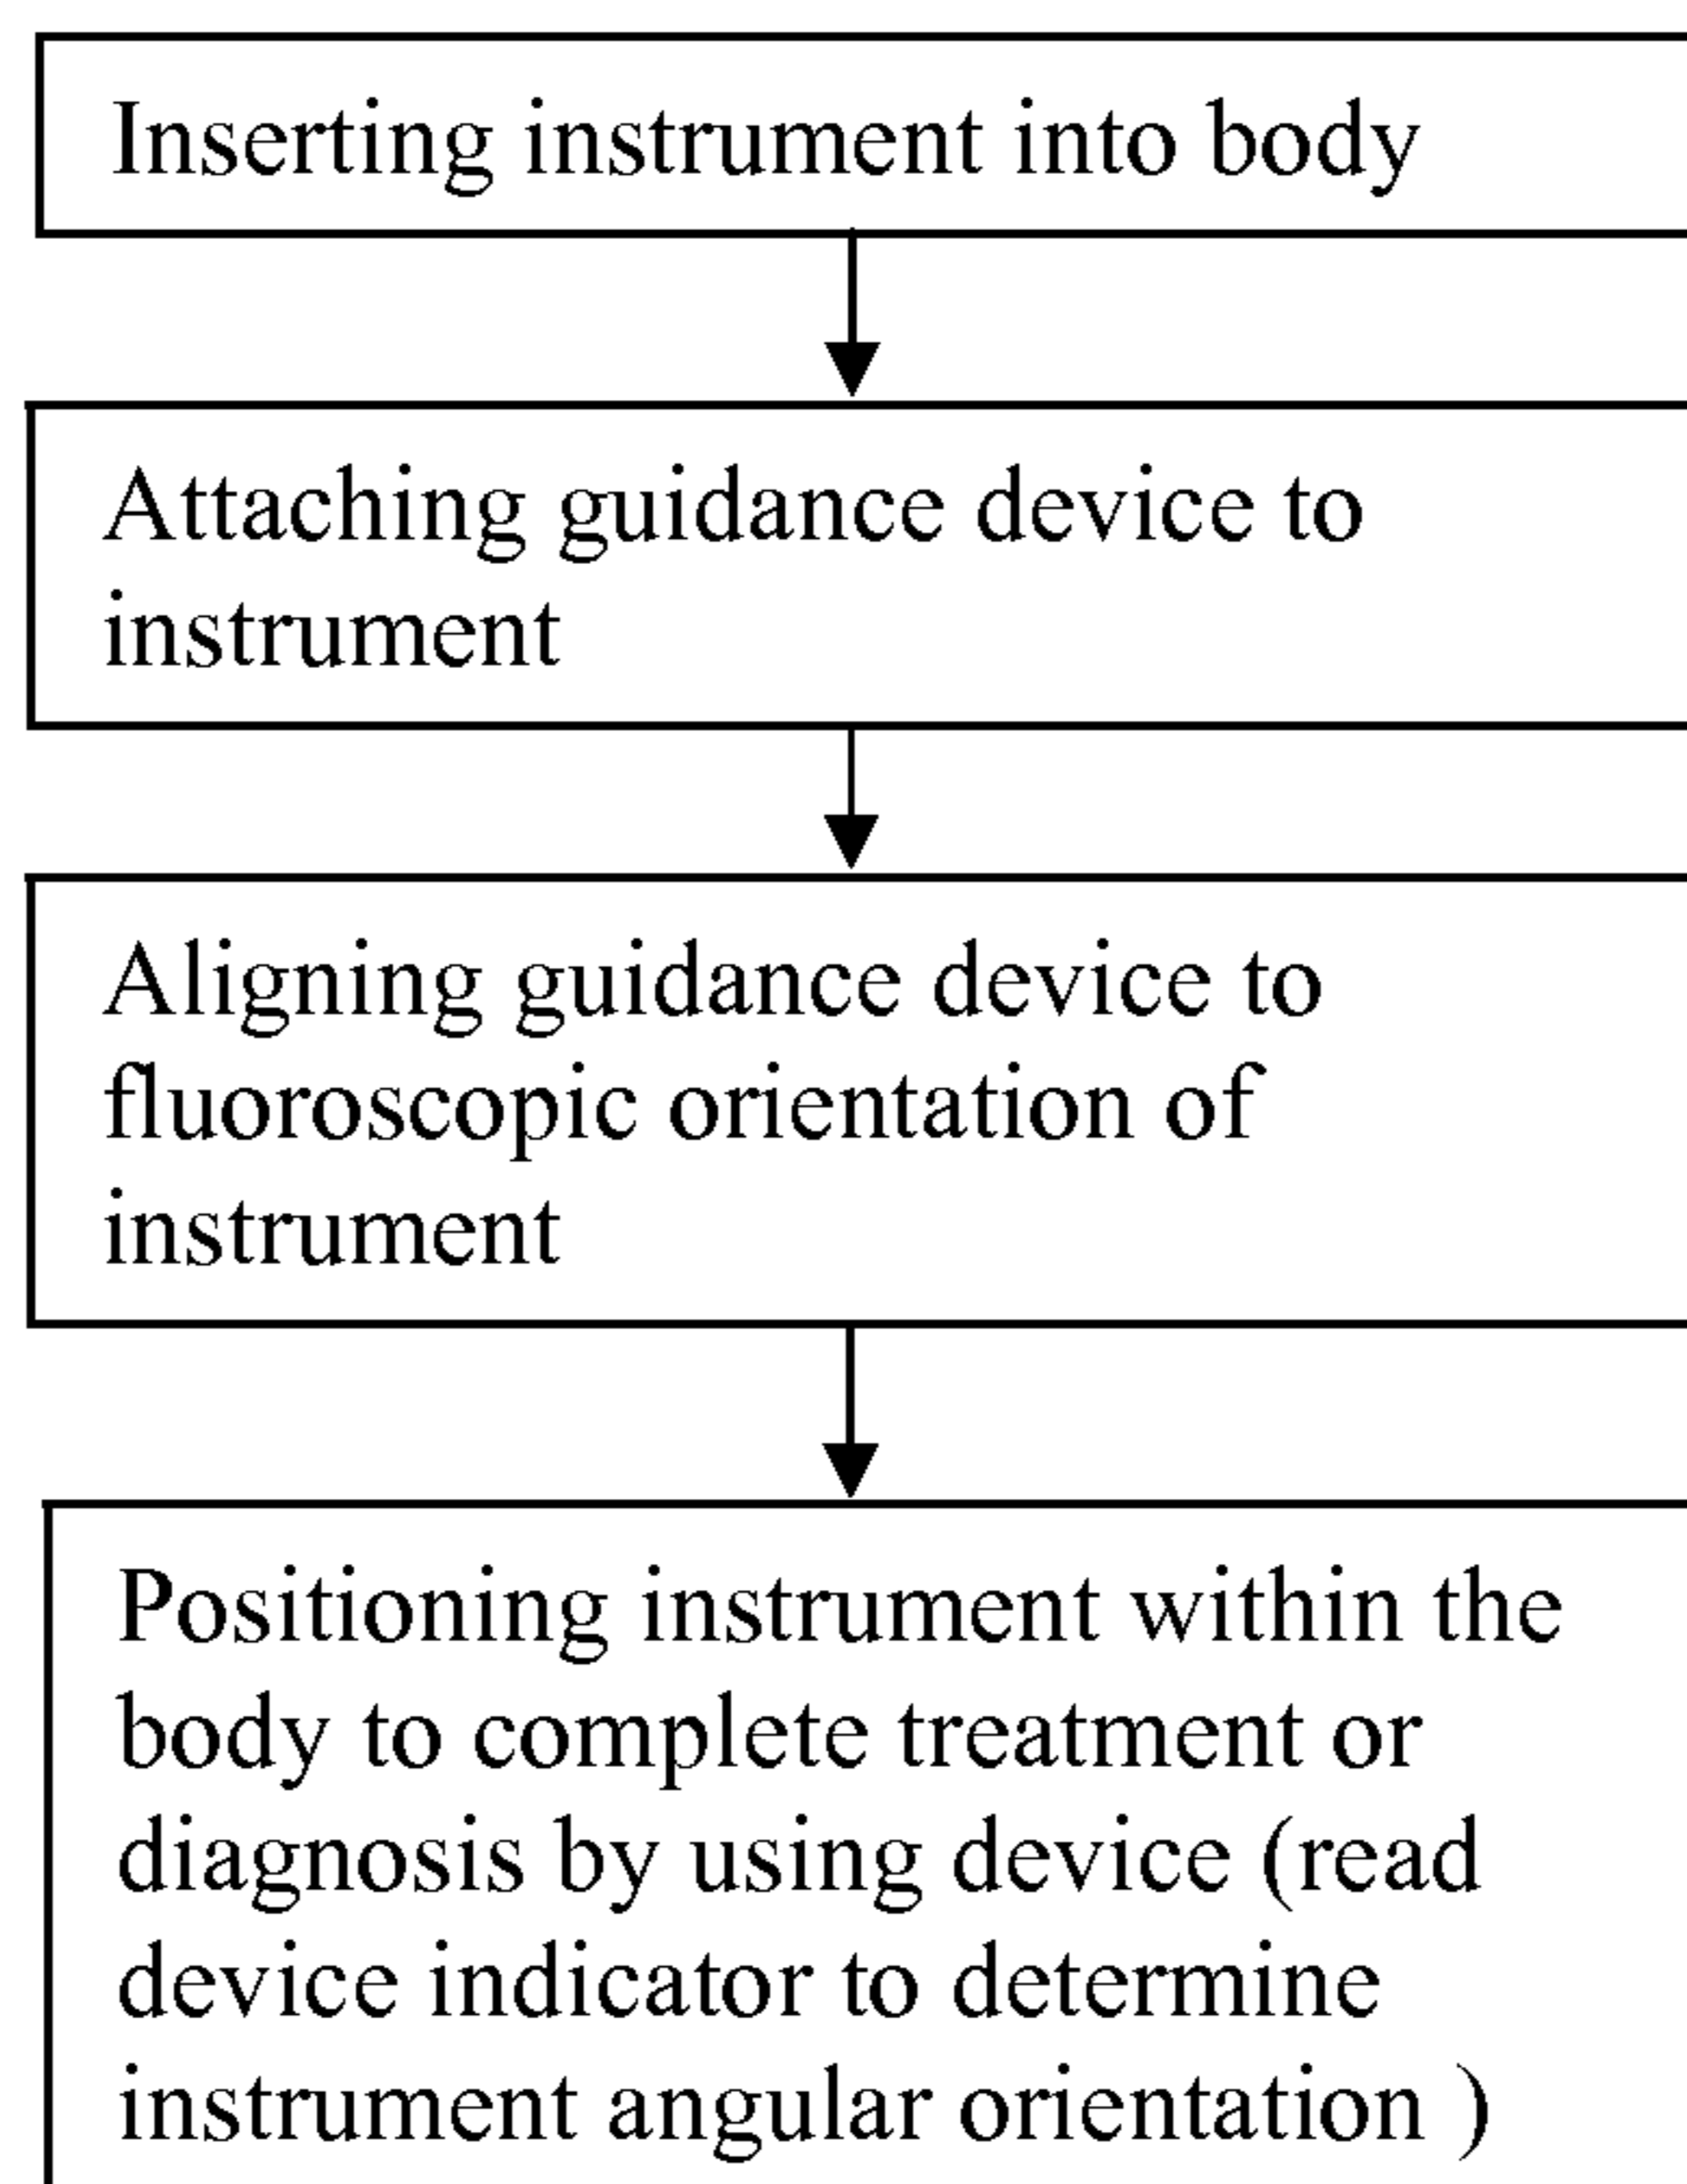 Inserting instrument into body
Attaching guidance device to
instrument
Aligning guidance device to
fluoroscopic orientation of
instrument
Positioning instrument within the
body to complete treatment or
diagnosis by using device (read
device indicator to determine
instrument angular orientation )